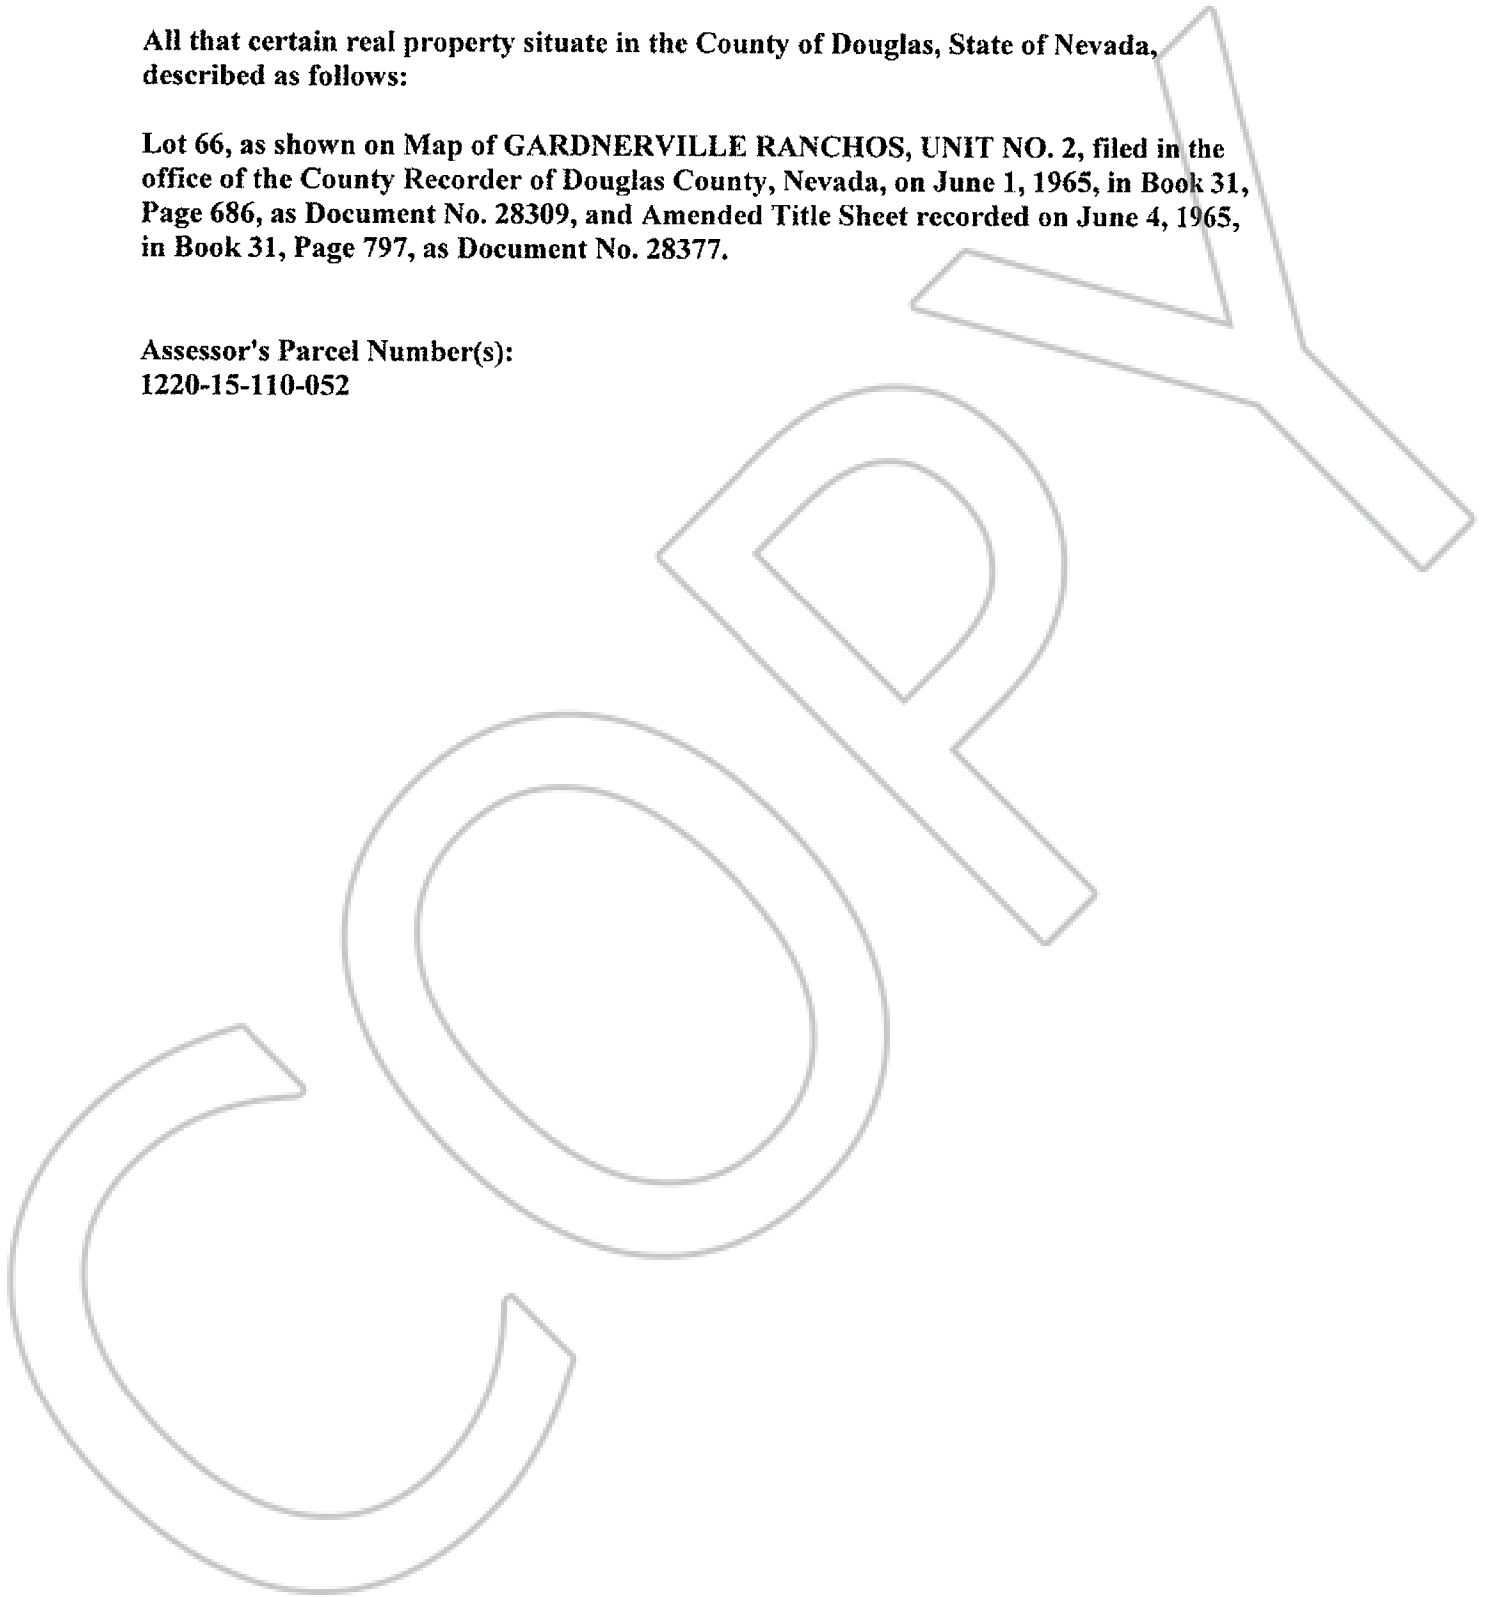 All that certain real property situate in the County of Douglas, State of Nevada,
described as follows:
Lot 66, as shown on Map of GARDNERVILLE RANCHOS, UNIT NO. 2, filed in the
office of the County Recorder of Douglas County, Nevada, on June 1, 1965, in Book 31,
Page 686, as Document No. 28309, and Amended Title Sheet recorded on June 4, 1965,
in Book 31, Page 797, as Document No. 28377.
Assessor's Parcel Number(s):
1220-15-110-052
COPY